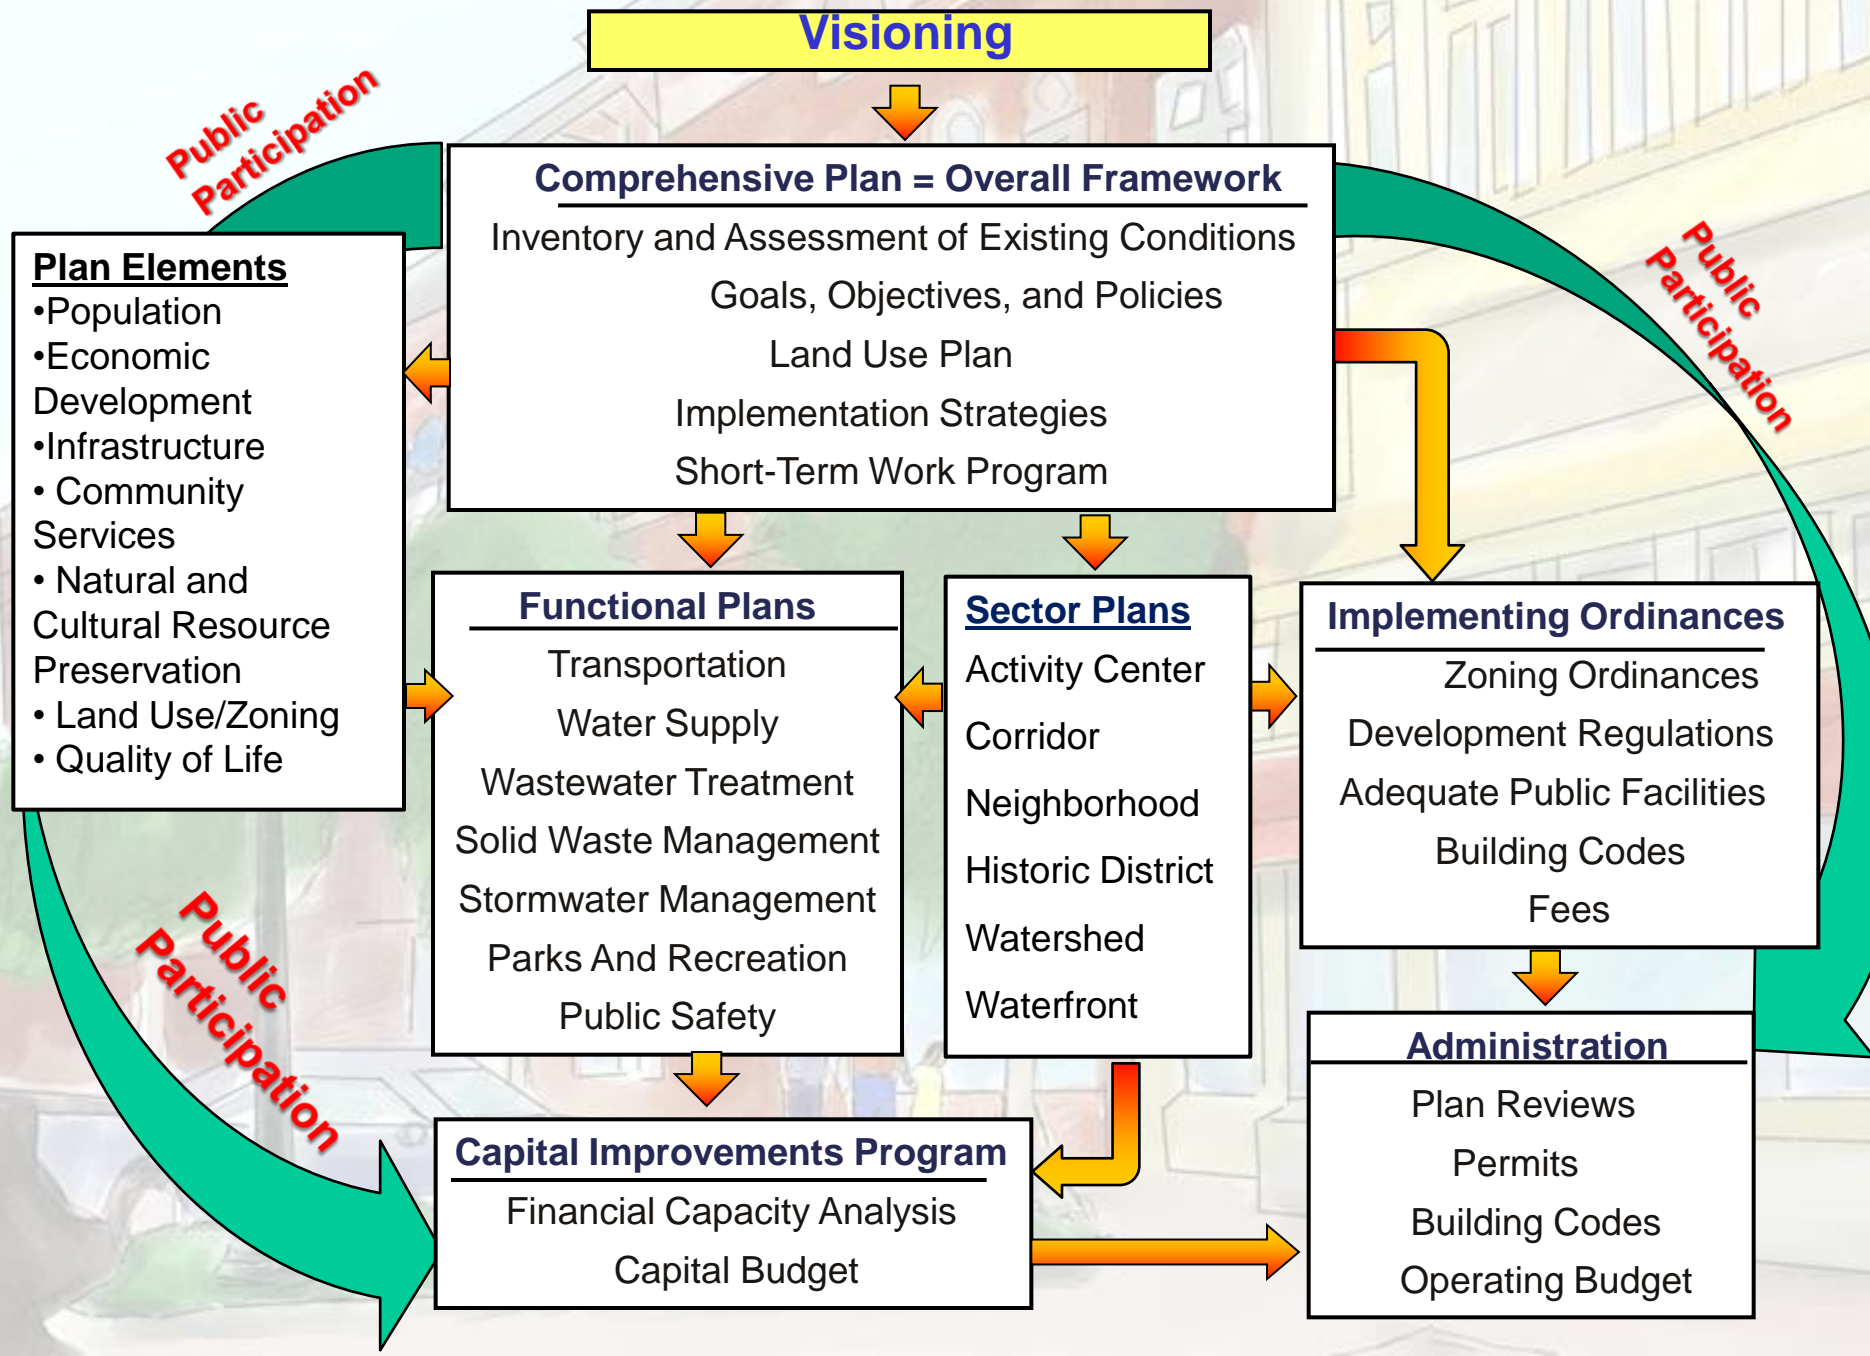 Visioning
Public
Participation
Comprehensive Plan = Overall Framework
Inventory and Assessment of Existing Conditions
Goals, Objectives, and Policies
Land Use Plan
Implementation Strategies
Short-Term Work Program
Public
Participation
Plan Elements
•Population
•Economic
Development
•Infrastructure
• Community
Services
• Natural and
Cultural Resource
Preservation
• Land Use/Zoning
• Quality of Life
Functional Plans
Transportation
Water Supply
Wastewater Treatment
Solid Waste Management
Stormwater Management
Parks And Recreation
Public Safety
Sector Plans
Activity Center
Corridor
Neighborhood
Historic District
Watershed
Waterfront
Implementing Ordinances
Zoning Ordinances
Development Regulations
Adequate Public Facilities
Building Codes
Fees
Public
Participation
Capital Improvements Program
Financial Capacity Analysis
Capital Budget
Administration
Plan Reviews
Permits
Building Codes
Operating Budget